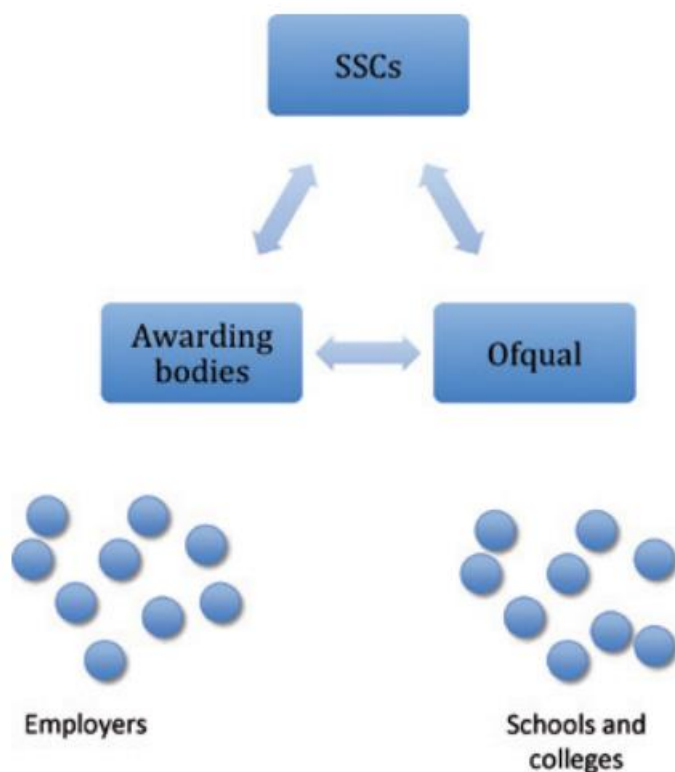 SSCs
Awarding
bodies
Ofqual
Employers
Schools and
colleges